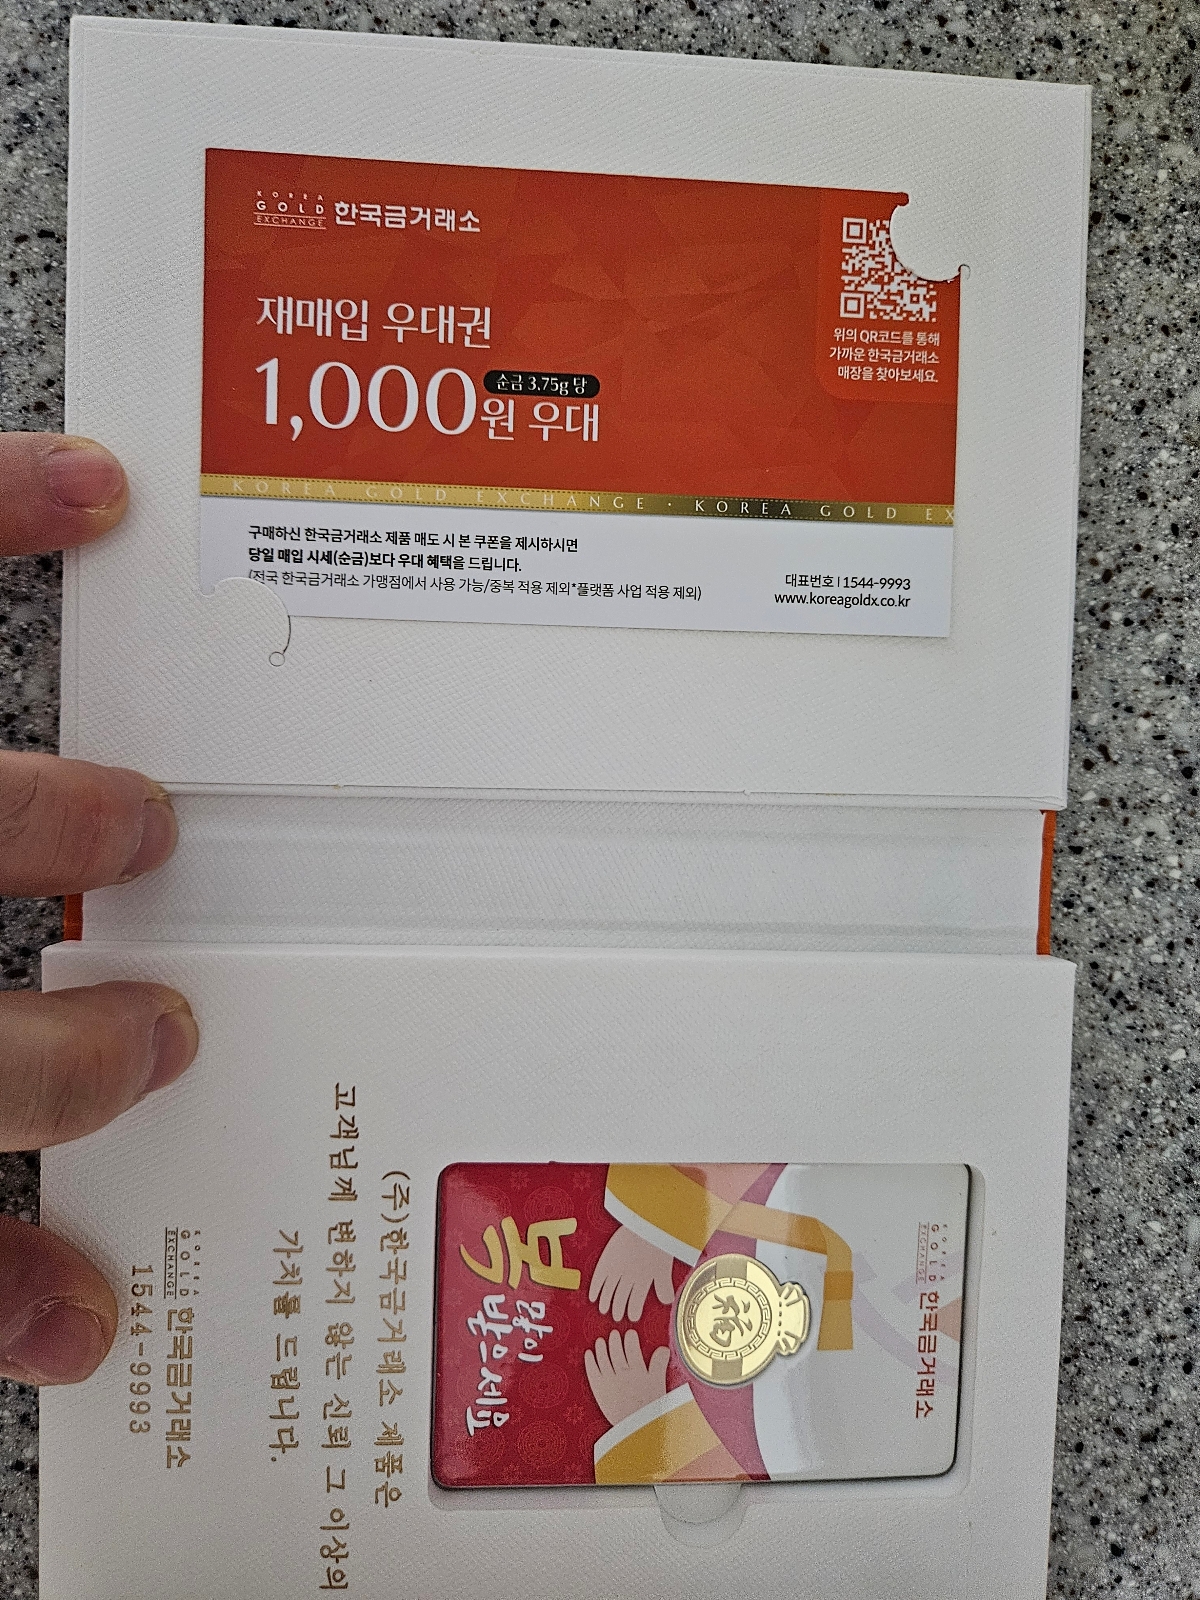 KOREA
GOLD
EXCHANGE
한국금거래소
위의 QR코드를 통해
가까운 한국금거래소
매장을 찾아보세요.
재매입 우대권
순금 3.75g 당
1,000원 우대
KOREA GOLD EXCHANGE · KOREA GOLD EX
구매하신 한국금거래소 제품 매도 시 본 쿠폰을 제시하시면
당일 매입 시세(순금)보다 우대 혜택을 드립니다.
(전국 한국금거래소 가맹점에서 사용 가능/중복 적용 제외*플랫폼 사업 적용 제외)
대표번호 | 1544-9993
www.koreagoldx.co.kr
KOREA
GOLD
EXCHANGE
한국금거래소
福
복
많이
받으세요
(주)한국금거래소 제품은
고객님께 변하지 않는 신뢰 그 이상의
가치를 드립니다.
KOREA
GOLD
EXCHANGE
한국금거래소
1544-9993